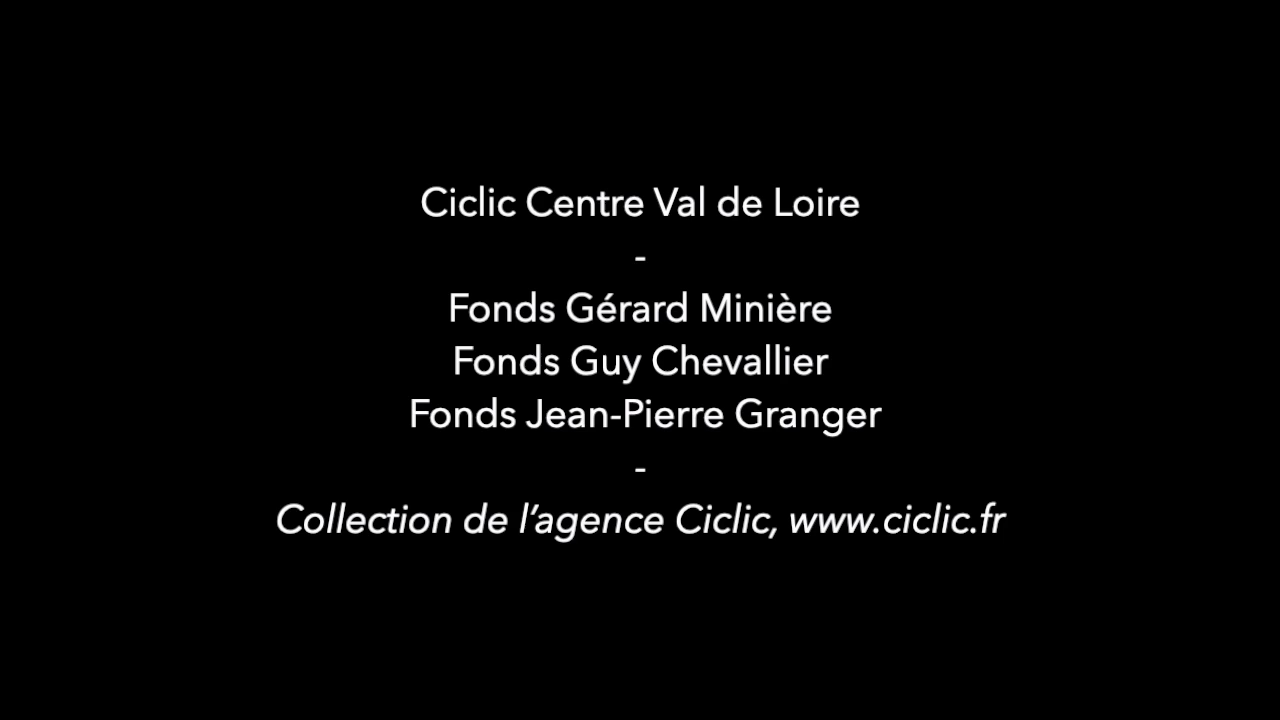 Ciclic Centre Val de Loire
-
Fonds Gérard Minière
Fonds Guy Chevallier
Fonds Jean-Pierre Granger
-
Collection de l’agence Ciclic, www.ciclic.fr